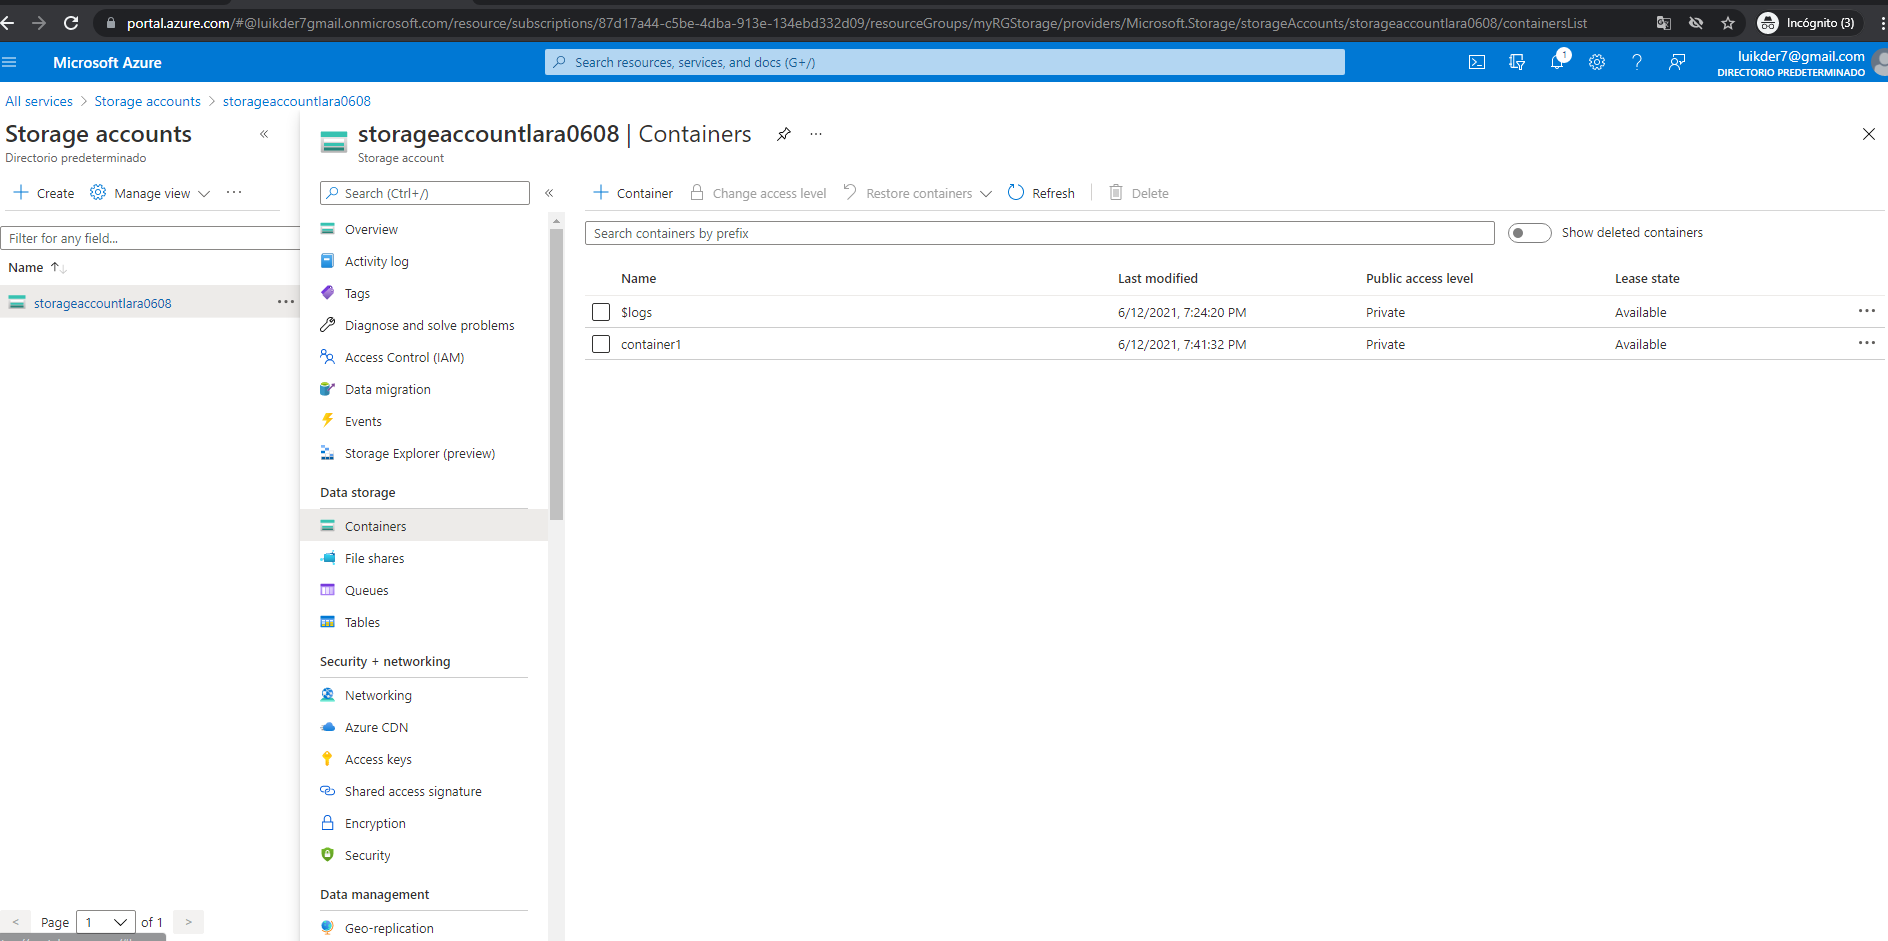 portal.azure.com/#@luikder7gmail.onmicrosoft.com/resource/subscriptions/87d17a44-c5be-4dba-913e-134ebd332d09/resourceGroups/myRGStorage/providers/Microsoft.Storage/storageAccounts/storageaccountlara0608/containersList
Incógnito (3)
Microsoft Azure
Search resources, services, and docs (G+/)
1
luikder7@gmail.com
DIRECTORIO PREDETERMINADO
All services > Storage accounts > storageaccountlara0608
Storage accounts
Directorio predeterminado
Create
Manage view
Filter for any field...
Name
storageaccountlara0608
Page 1 of 1
storageaccountlara0608 | Containers
Storage account
Search (Ctrl+/)
Overview
Activity log
Tags
Diagnose and solve problems
Access Control (IAM)
Data migration
Events
Storage Explorer (preview)
Data storage
Containers
File shares
Queues
Tables
Security + networking
Networking
Azure CDN
Access keys
Shared access signature
Encryption
Security
Data management
Geo-replication
Container
Change access level
Restore containers
Refresh
Delete
Search containers by prefix
Show deleted containers
Name Last modified Public access level Lease state
$logs 6/12/2021, 7:24:20 PM Private Available
container1 6/12/2021, 7:41:32 PM Private Available